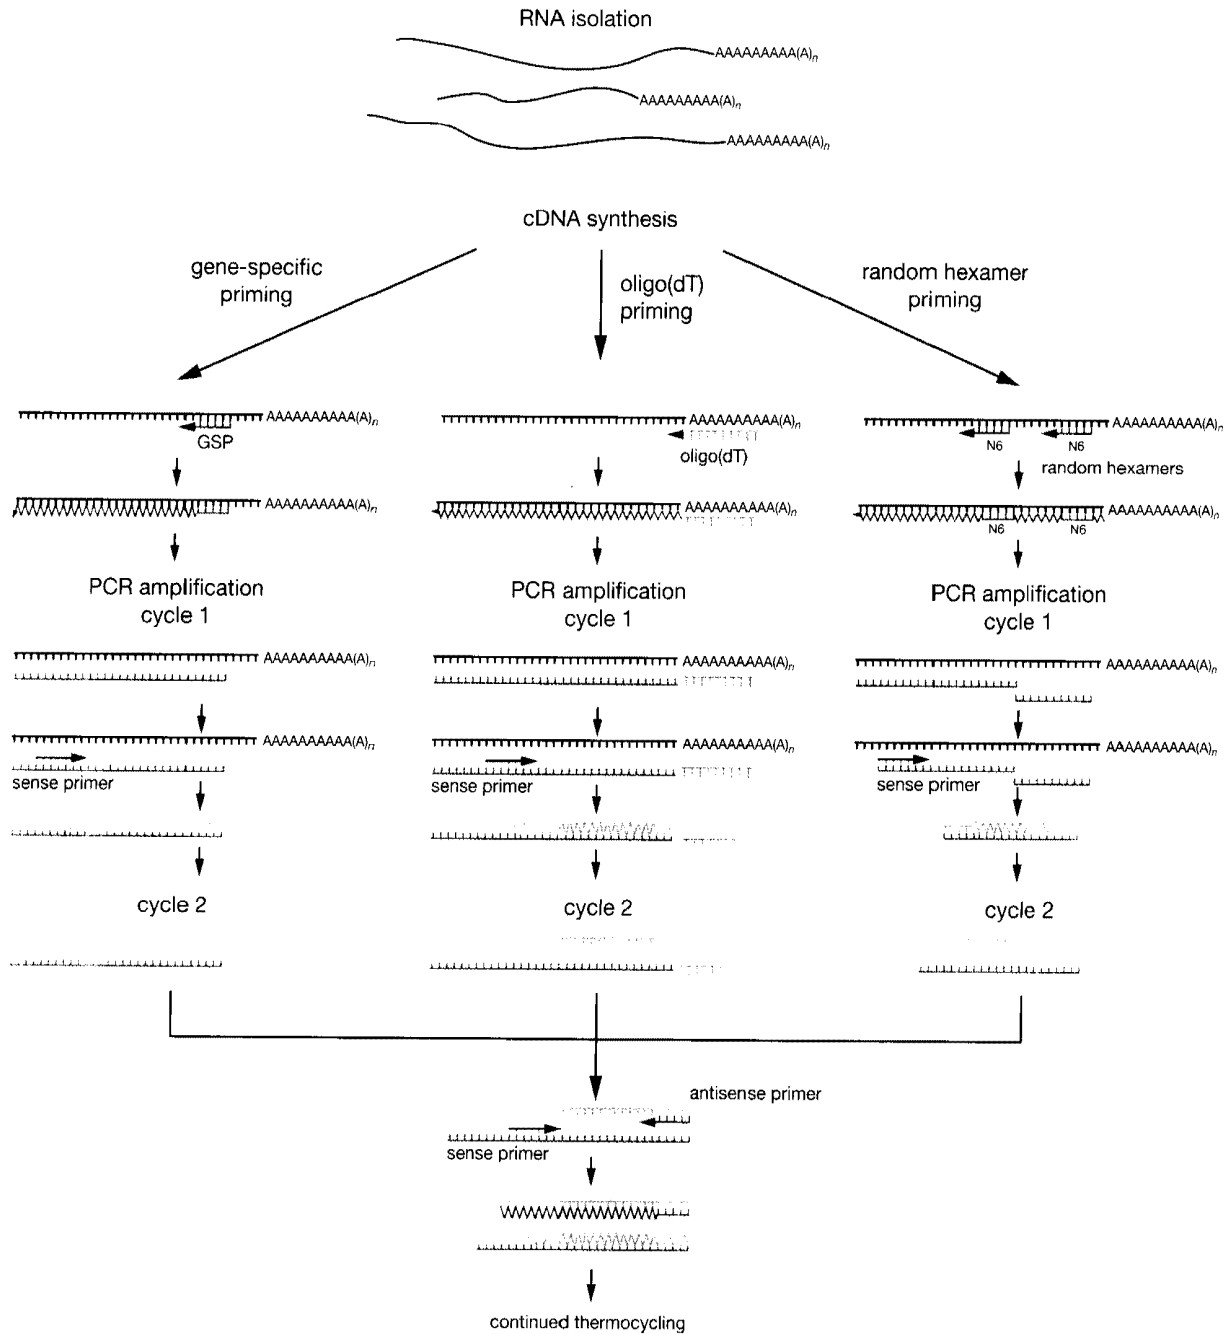 RNA isolation
AAAAAAAAA(A)n
AAAAAAAAA(A)n
AAAAAAAAA(A)n
cDNA synthesis
gene-specific
priming
oligo(dT)
priming
random hexamer
priming
AAAAAAAAAA(A)n
GSP
AAAAAAAAAA(A)n
oligo(dT)
AAAAAAAAAA(A)n
N6
N6
random hexamers
AAAAAAAAAA(A)n
AAAAAAAAAA(A)n
AAAAAAAAAA(A)n
N6
N6
PCR amplification
cycle 1
PCR amplification
cycle 1
PCR amplification
cycle 1
AAAAAAAAAA(A)n
AAAAAAAAAA(A)n
AAAAAAAAAA(A)n
AAAAAAAAAA(A)n
sense primer
AAAAAAAAAA(A)n
sense primer
AAAAAAAAAA(A)n
sense primer
cycle 2
cycle 2
cycle 2
antisense primer
sense primer
continued thermocycling